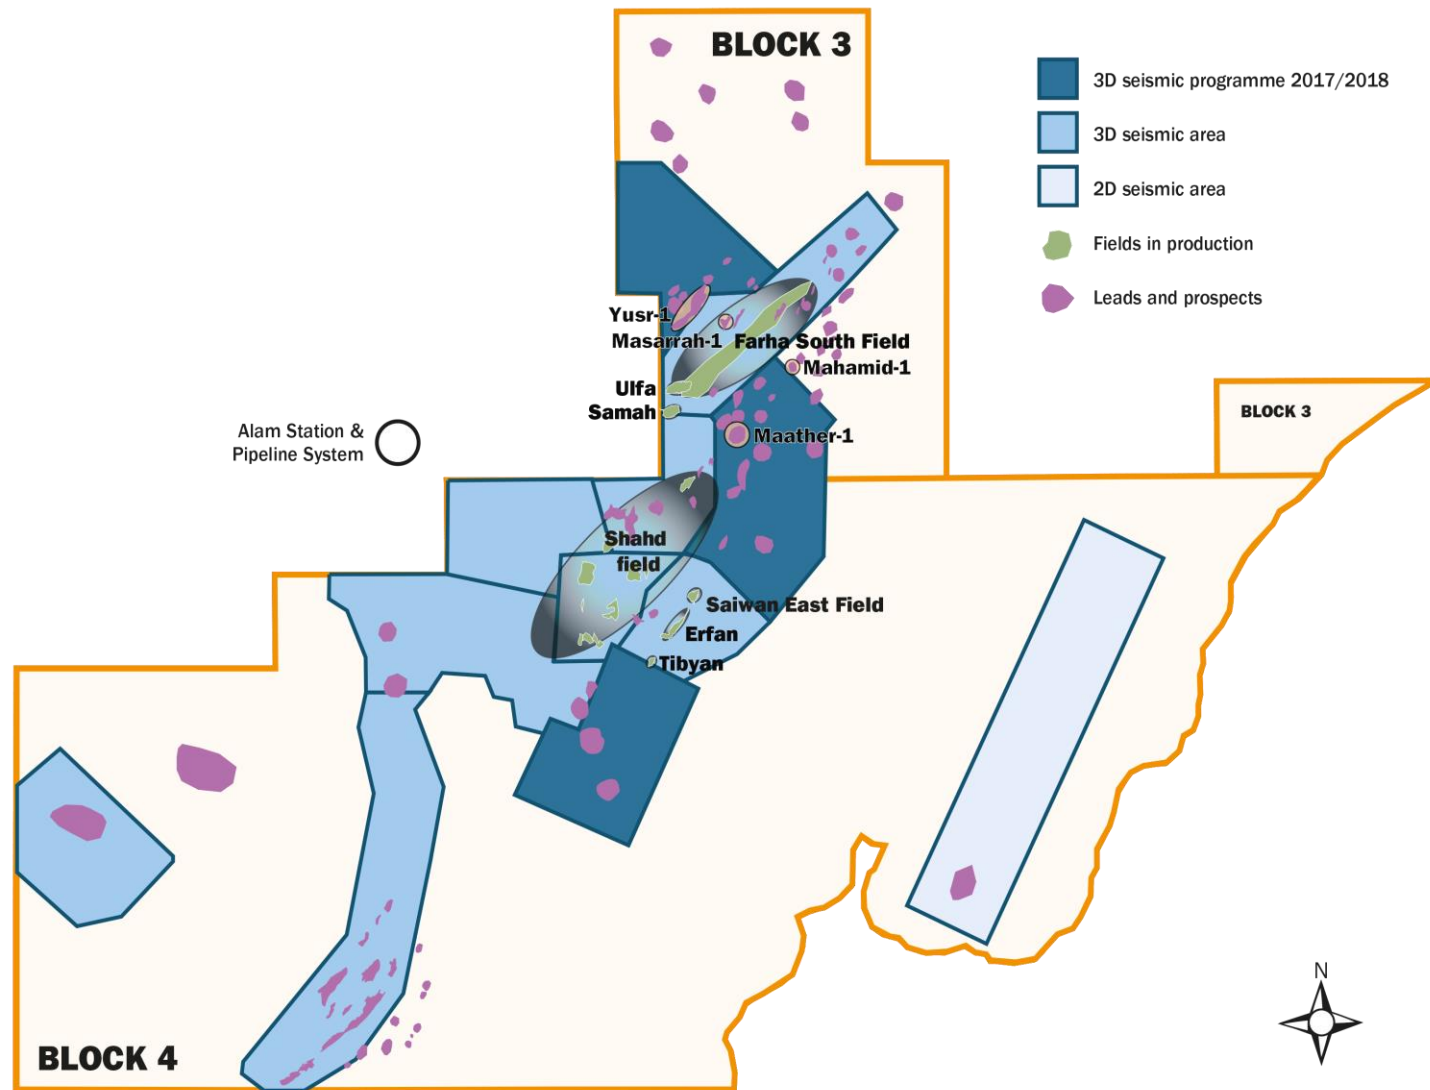 BLOCK 3
3D seismic programme 2017/2018
3D seismic area
2D seismic area
Fields in production
Leads and prospects
Yusr-1
Masarrah-1
Farha South Field
Mahamid-1
Ulfa
Samah
BLOCK 3
Alam Station &
Pipeline System
Maather-1
Shahd
field
Saiwan East Field
Erfan
Tibyan
N
BLOCK 4